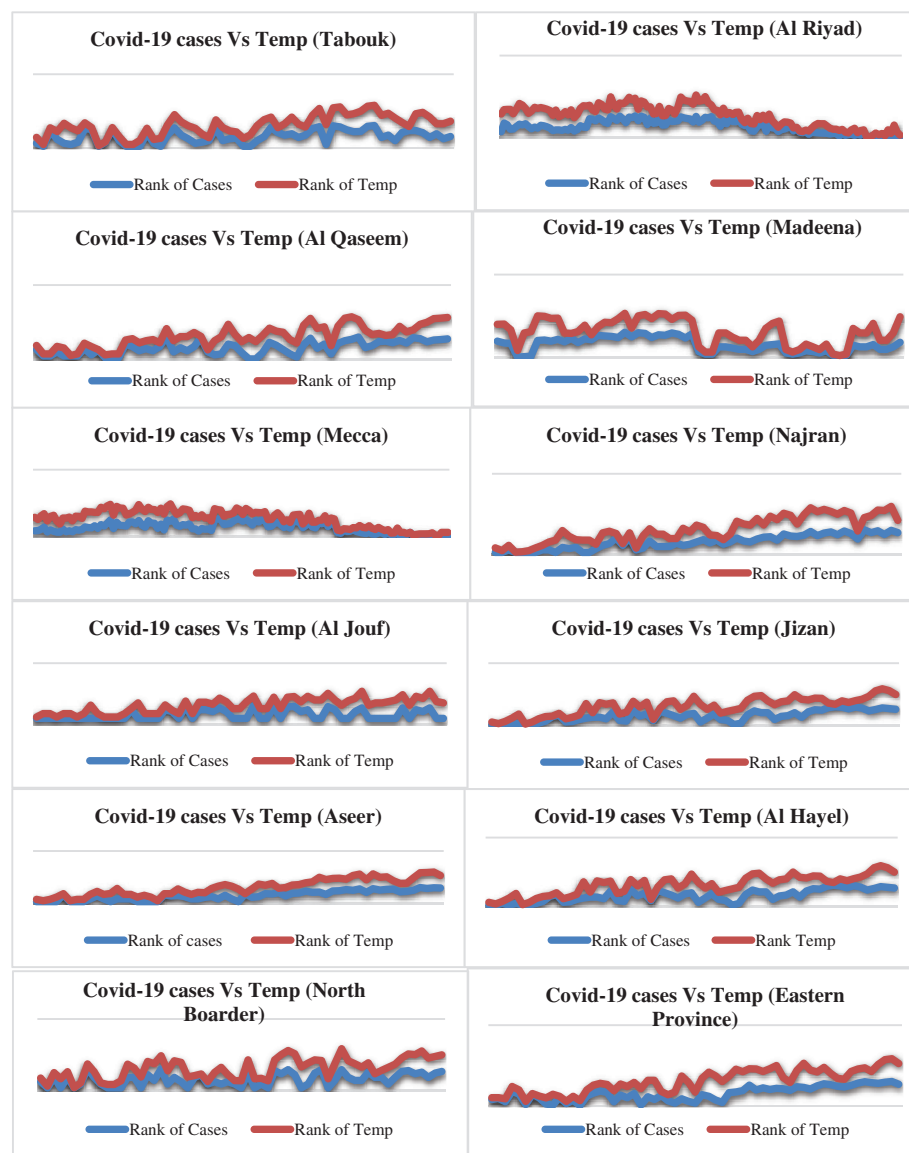 Covid-19 cases Vs Temp (Tabouk)
Rank of Cases Rank of Temp
Covid-19 cases Vs Temp (Al Riyad)
Rank of Cases Rank of Temp
Covid-19 cases Vs Temp (Al Qaseem)
Rank of Cases Rank of Temp
Covid-19 cases Vs Temp (Madeena)
Rank of Cases Rank of Temp
Covid-19 cases Vs Temp (Mecca)
Rank of Cases Rank of Temp
Covid-19 cases Vs Temp (Najran)
Rank of Cases Rank of Temp
Covid-19 cases Vs Temp (Al Jouf)
Rank of Cases Rank of Temp
Covid-19 cases Vs Temp (Jizan)
Rank of Cases Rank of Temp
Covid-19 cases Vs Temp (Aseer)
Rank of cases Rank of Temp
Covid-19 cases Vs Temp (Al Hayel)
Rank of Cases Rank Temp
Covid-19 cases Vs Temp (North
Boarder)
Rank of Cases Rank of Temp
Covid-19 cases Vs Temp (Eastern
Province)
Rank of Cases Rank of Temp